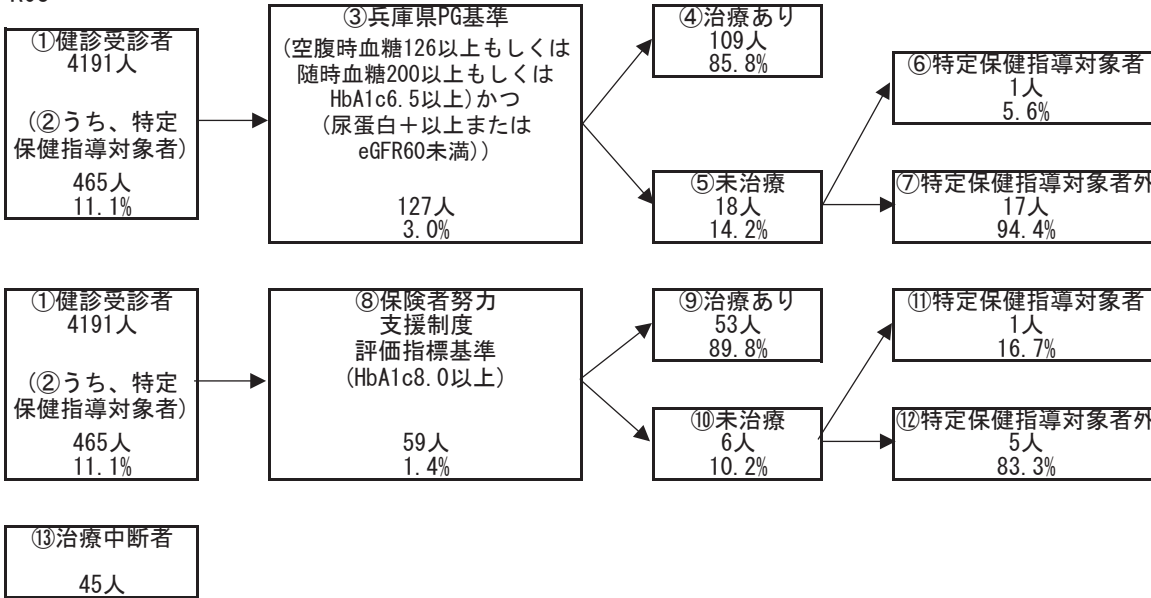 ①健診受診者
4191人
(②うち、特定
保健指導対象者)
465人
11.1%
③兵庫県PG基準
(空腹時血糖126以上もしくは
随時血糖200以上もしくは
HbA1c6.5以上)かつ
(尿蛋白＋以上または
eGFR60未満))
127人
3.0%
④治療あり
109人
85.8%
⑤未治療
18人
14.2%
⑥特定保健指導対象者
1人
5.6%
⑦特定保健指導対象者外
17人
94.4%
①健診受診者
4191人
(②うち、特定
保健指導対象者)
465人
11.1%
⑧保険者努力
支援制度
評価指標基準
(HbA1c8.0以上)
59人
1.4%
⑨治療あり
53人
89.8%
⑩未治療
6人
10.2%
⑪特定保健指導対象者
1人
16.7%
⑫特定保健指導対象者外
5人
83.3%
⑬治療中断者
45人